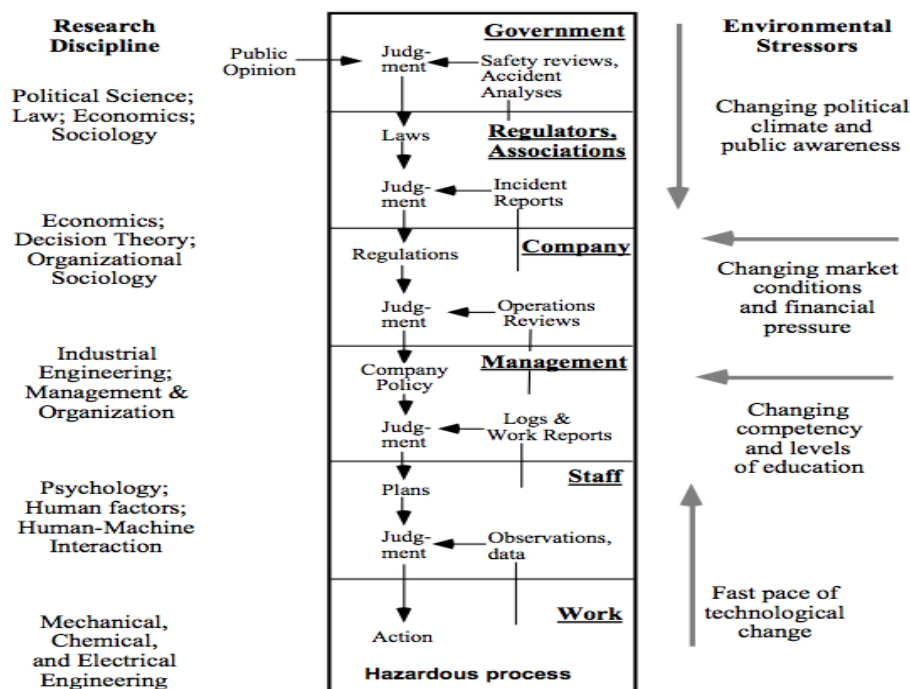 Research
Discipline
Political Science;
Law; Economics;
Sociology
Economics;
Decision Theory;
Organizational
Sociology
Industrial
Engineering;
Management &
Organization
Psychology;
Human factors;
Human-Machine
Interaction
Mechanical,
Chemical,
and Electrical
Engineering
Public
Opinion
Government
Judg-
ment
Safety reviews,
Accident
Analyses
Laws
Regulators,
Associations
Judg-
ment
Incident
Reports
Company
Regulations
Judg-
ment
Operations
Reviews
Management
Company
Policy
Judg-
ment
Logs &
Work Reports
Staff
Plans
Judg-
ment
Observations,
data
Work
Action
Hazardous process
Environmental
Stressors
Changing political
climate and
public awareness
Changing market
conditions
and financial
pressure
Changing
competency
and levels
of education
Fast pace of
technological
change